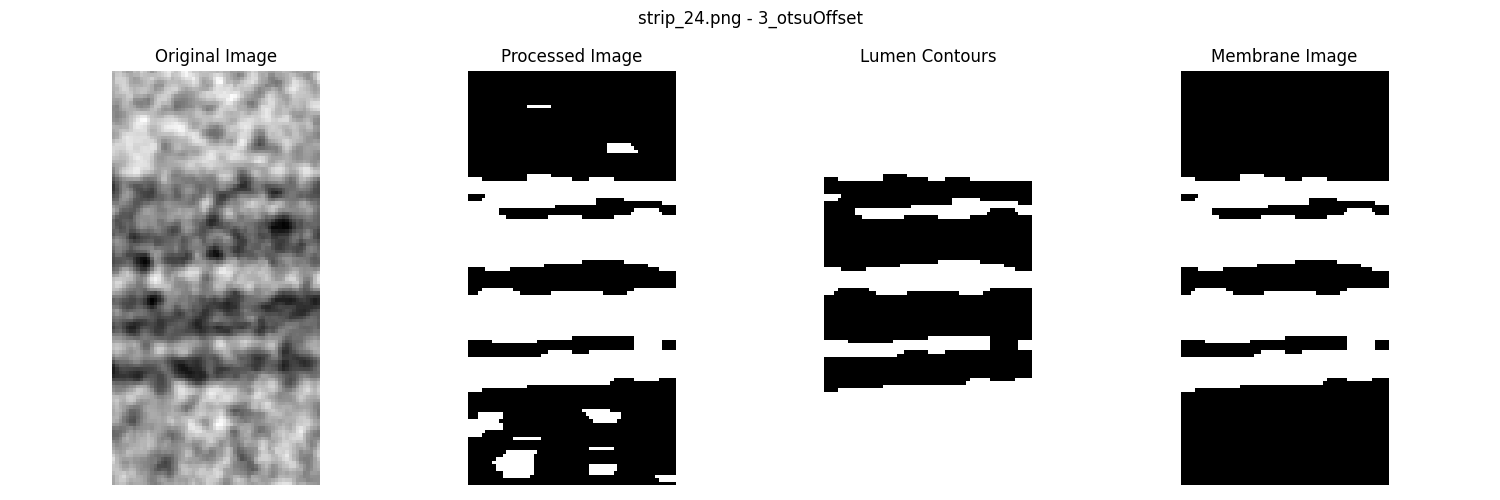 strip_24.png - 3_otsuOffset
Original Image
Processed Image
Lumen Contours
Membrane Image